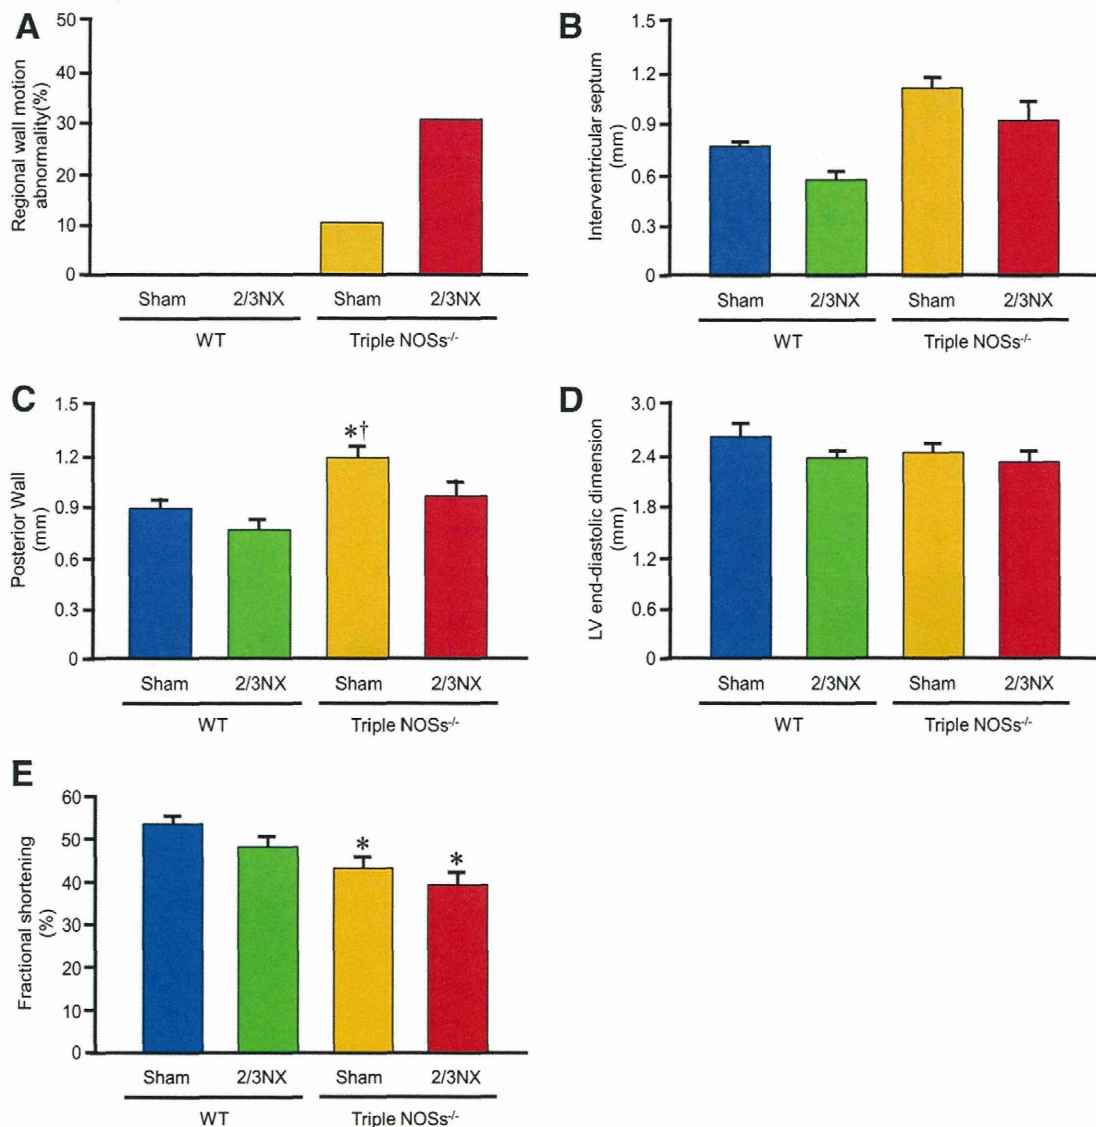 A
Regional wall motion
abnormality(%)
50
40
30
20
10
0
Sham 2/3NX Sham 2/3NX
WT Triple NOSs-/-
B
Interventricular septum
(mm)
1.5
1.2
0.9
0.6
0.3
0
Sham 2/3NX Sham 2/3NX
WT Triple NOSs-/-
C
Posterior Wall
(mm)
1.5
1.2
0.9
0.6
0.3
0
*†
Sham 2/3NX Sham 2/3NX
WT Triple NOSs-/-
D
LV end-diastolic dimension
(mm)
3.0
2.4
1.8
1.2
0.6
0
Sham 2/3NX Sham 2/3NX
WT Triple NOSs-/-
E
Fractional shortening
(%)
60
50
40
30
20
10
0
* *
Sham 2/3NX Sham 2/3NX
WT Triple NOSs-/-